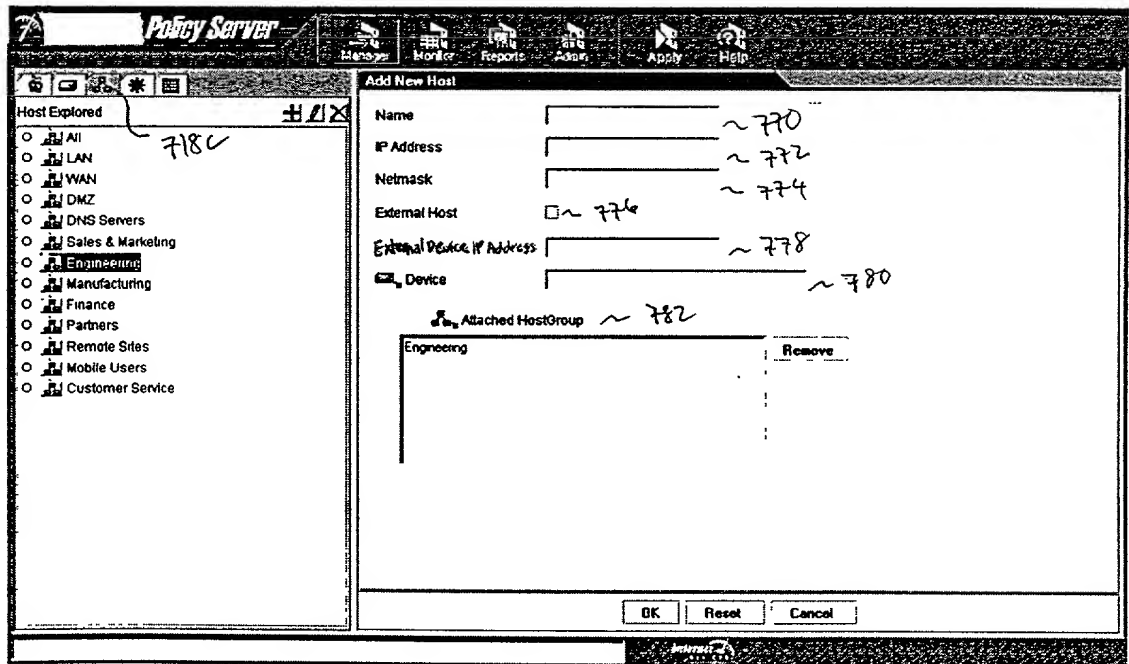 Policy Server
Manager Monitor Reports Admin Apply Help
Add New Host
Host Explored
718c
All
LAN
WAN
DMZ
DNS Servers
Sales & Marketing
Engineering
Manufacturing
Finance
Partners
Remote Sites
Mobile Users
Customer Service
Name ~ 770
IP Address ~ 772
Netmask ~ 774
External Host ~ 776
External Device IP Address ~ 778
Device ~ 780
Attached HostGroup ~ 782
Engineering
Remove
OK Reset Cancel